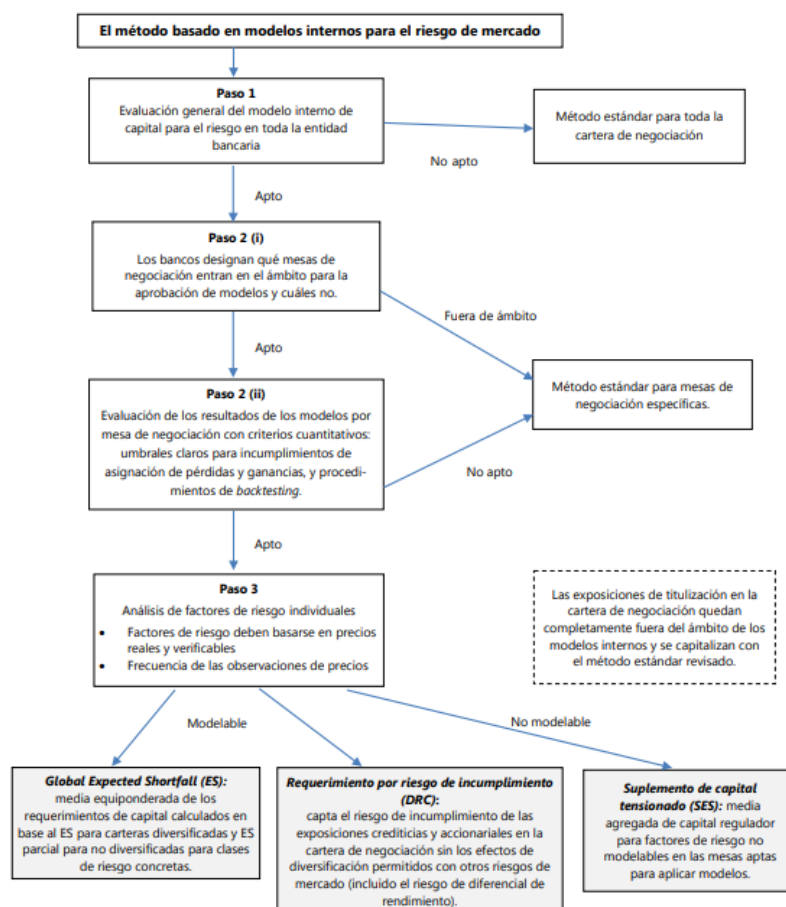 El método basado en modelos internos para el riesgo de mercado
Paso 1
Evaluación general del modelo interno de
capital para el riesgo en toda la entidad
bancaria
Método estándar para toda la
cartera de negociación
No apto
Apto
Paso 2 (i)
Los bancos designan qué mesas de
negociación entran en el ámbito para la
aprobación de modelos y cuáles no.
Fuera de ámbito
Apto
Método estándar para mesas de
negociación específicas.
Paso 2 (ii)
Evaluación de los resultados de los modelos por
mesa de negociación con criterios cuantitativos:
umbrales claros para incumplimientos de
asignación de pérdidas y ganancias, y procedi-
mientos de backtesting.
No apto
Apto
Paso 3
Análisis de factores de riesgo individuales
• Factores de riesgo deben basarse en precios
reales y verificables
• Frecuencia de las observaciones de precios
Las exposiciones de titulización en la
cartera de negociación quedan
completamente fuera del ámbito de los
modelos internos y se capitalizan con
el método estándar revisado.
Modelable
No modelable
Global Expected Shortfall (ES):
media equiponderada de los
requerimientos de capital calculados en
base al ES para carteras diversificadas y ES
parcial para no diversificadas para clases
de riesgo concretas.
Requerimiento por riesgo de incumplimiento
(DRC):
capta el riesgo de incumplimiento de las
exposiciones crediticias y accionariales en la
cartera de negociación sin los efectos de
diversificación permitidos con otros riesgos de
mercado (incluido el riesgo de diferencial de
rendimiento).
Suplemento de capital
tensionado (SES): media
agregada de capital regulador
para factores de riesgo no
modelables en las mesas aptas
para aplicar modelos.